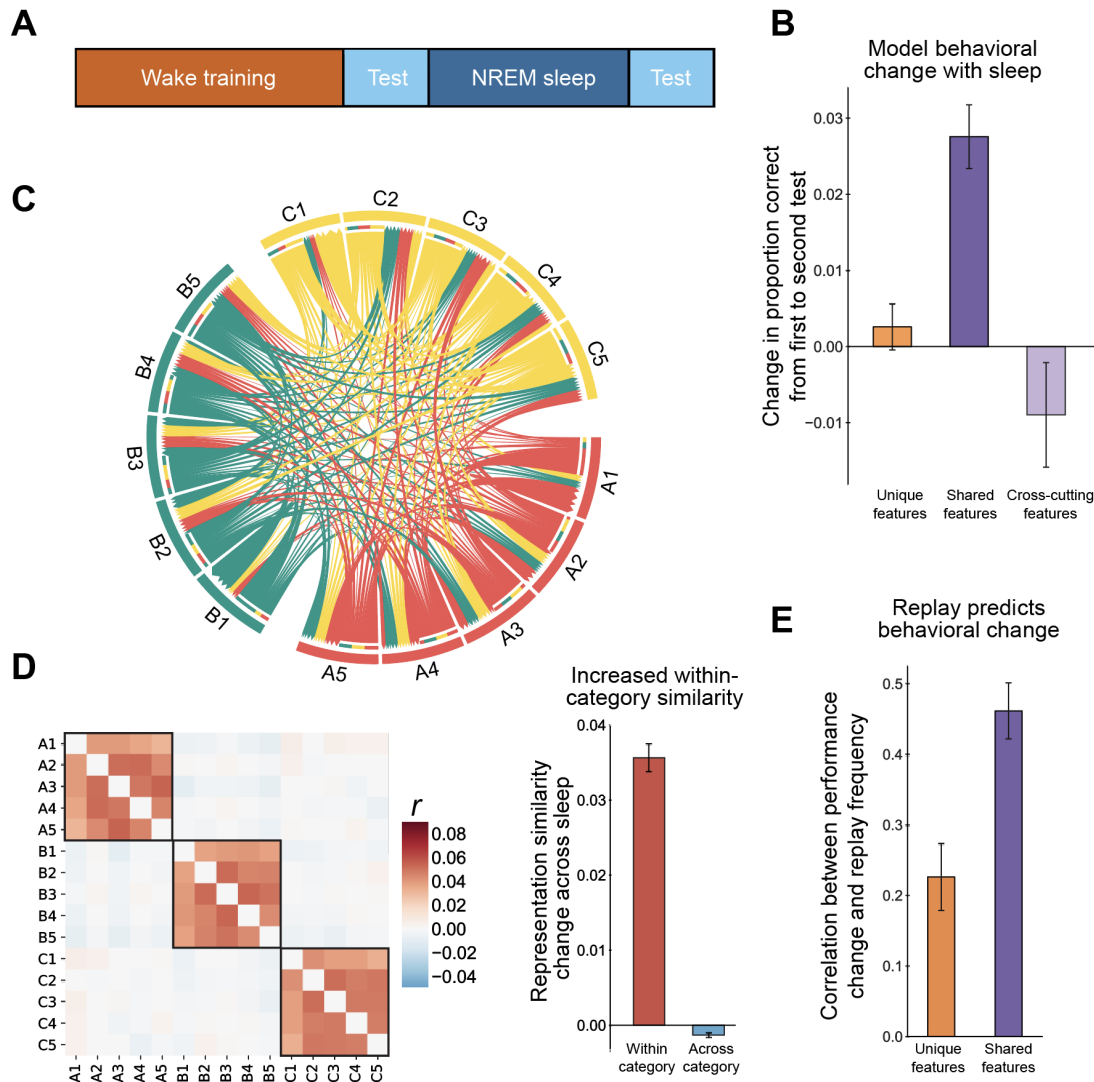 A
Wake training
Test
NREM sleep
Test
B
Model behavioral
change with sleep
Change in proportion correct
from first to second test
0.03
0.02
0.01
0.00
−0.01
Unique
features
Shared
features
Cross-cutting
features
C
C1
C2
C3
C4
C5
B5
B4
B3
B2
B1
A1
A2
A3
A4
A5
D
A1
A2
A3
A4
A5
B1
B2
B3
B4
B5
C1
C2
C3
C4
C5
A1 A2 A3 A4 A5 B1 B2 B3 B4 B5 C1 C2 C3 C4 C5
r
0.08
0.06
0.04
0.02
0.00
−0.02
−0.04
Increased within-
category similarity
Representation similarity
change across sleep
0.04
0.03
0.02
0.01
0.00
Within
category
Across
category
E
Replay predicts
behavioral change
Correlation between performance
change and replay frequency
0.5
0.4
0.3
0.2
0.1
0.0
Unique
features
Shared
features